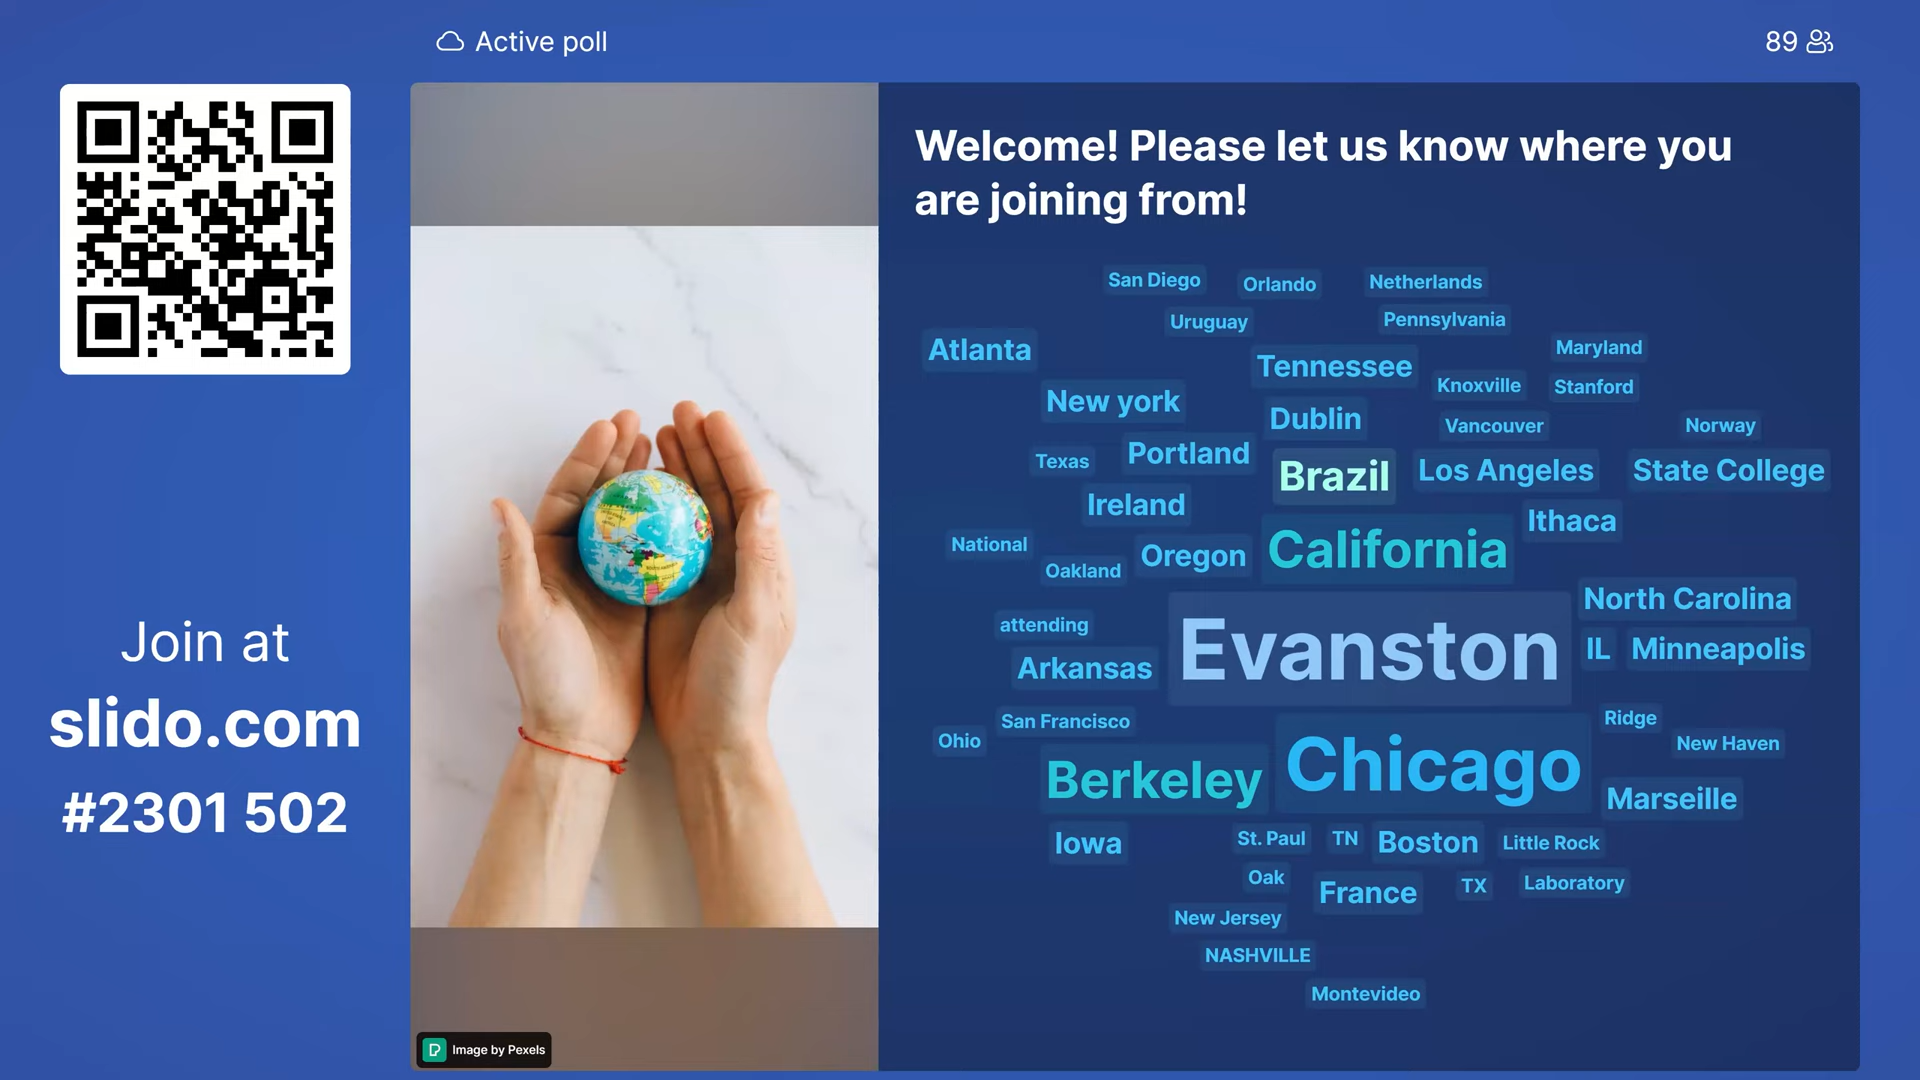 Active poll
89
Welcome! Please let us know where you
are joining from!
San Diego
Orlando
Netherlands
Uruguay
Pennsylvania
Atlanta
Tennessee
Maryland
Knoxville
Stanford
New york
Dublin
Vancouver
Norway
Texas
Portland
Brazil
Los Angeles
State College
Ireland
Ithaca
National
Oakland
Oregon
California
North Carolina
attending
Evanston
IL
Minneapolis
Arkansas
San Francisco
Ridge
Ohio
New Haven
Berkeley
Chicago
Marseille
Iowa
St. Paul
TN
Boston
Little Rock
Oak
France
TX
Laboratory
New Jersey
NASHVILLE
Montevideo
Join at
slido.com
#2301 502
Image by Pexels